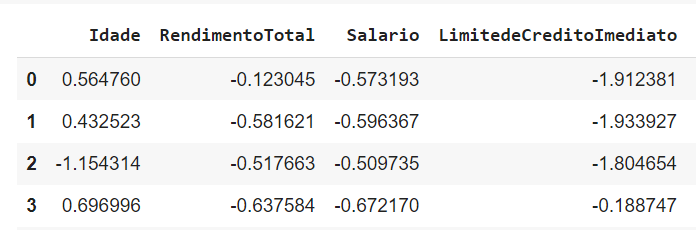 Idade RendimentoTotal Salario LimitedeCreditoImediato
0 0.564760 -0.123045 -0.573193 -1.912381
1 0.432523 -0.581621 -0.596367 -1.933927
2 -1.154314 -0.517663 -0.509735 -1.804654
3 0.696996 -0.637584 -0.672170 -0.188747